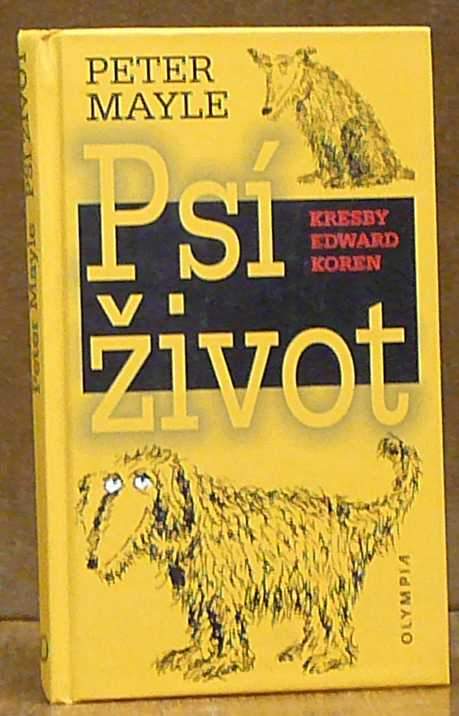 PETER
MAYLE
Psí
život
KRESBY
EDWARD
KOREN
OLYMPIA
Peter Mayle PSÍ ŽIVOT